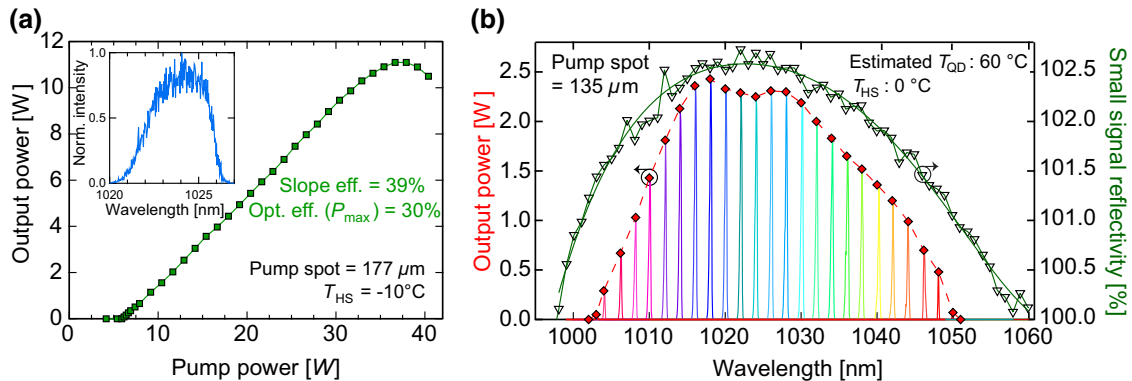 (a)
12
10
8
6
4
2
0
Output power [W]
0
10
20
30
40
Pump power [W]
1.0
0.5
0.0
Norm. intensity
1020
1025
Wavelength [nm]
Slope eff. = 39%
Opt. eff. (Pmax) = 30%
Pump spot = 177 µm
THS = -10°C
(b)
2.5
2.0
1.5
1.0
0.5
0.0
Output power [W]
Pump spot
= 135 µm
Estimated TQD : 60 °C
THS : 0 °C
1000
1010
1020
1030
1040
1050
1060
Wavelength [nm]
102.5
102.0
101.5
101.0
100.5
100.0
Small signal reflectivity [%]